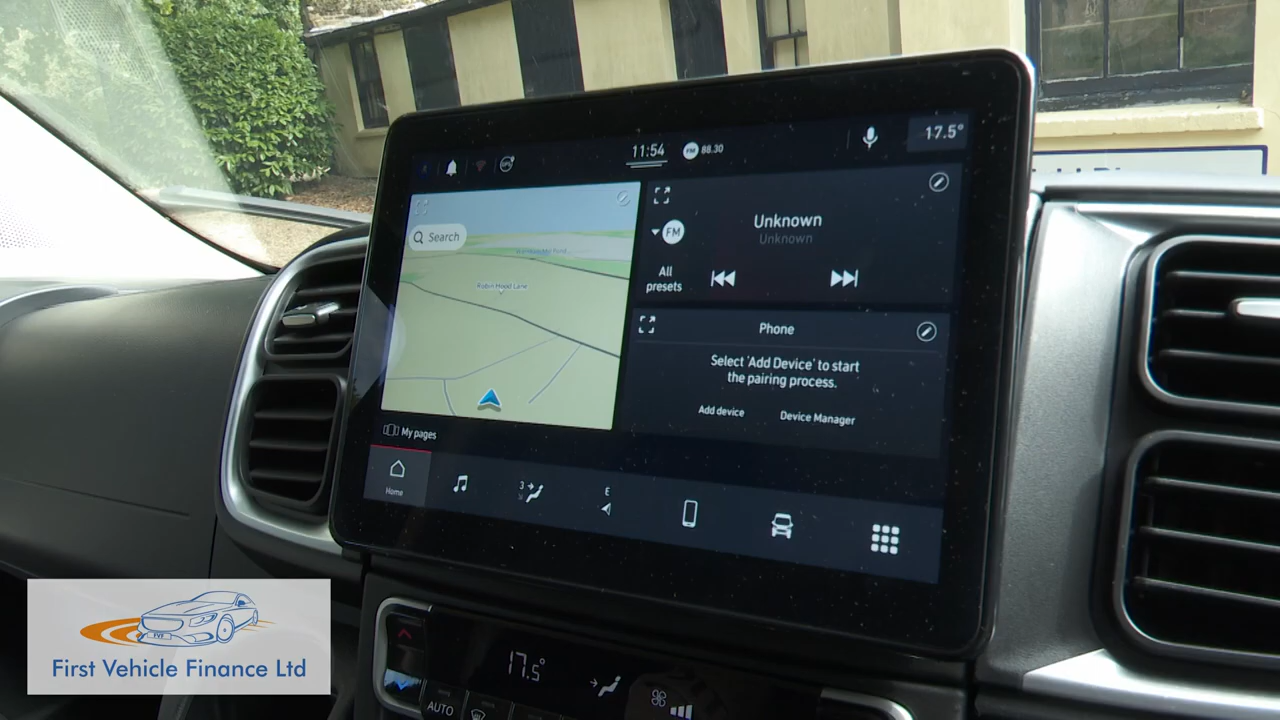 11:54
FM 88.30
17.5°
Search
Robin Hood Lane
FM
Unknown
Unknown
All
presets
Phone
Select 'Add Device' to start
the pairing process.
Add device
Device Manager
My pages
Home
3
E
17.5°
AUTO
FVF
First Vehicle Finance Ltd